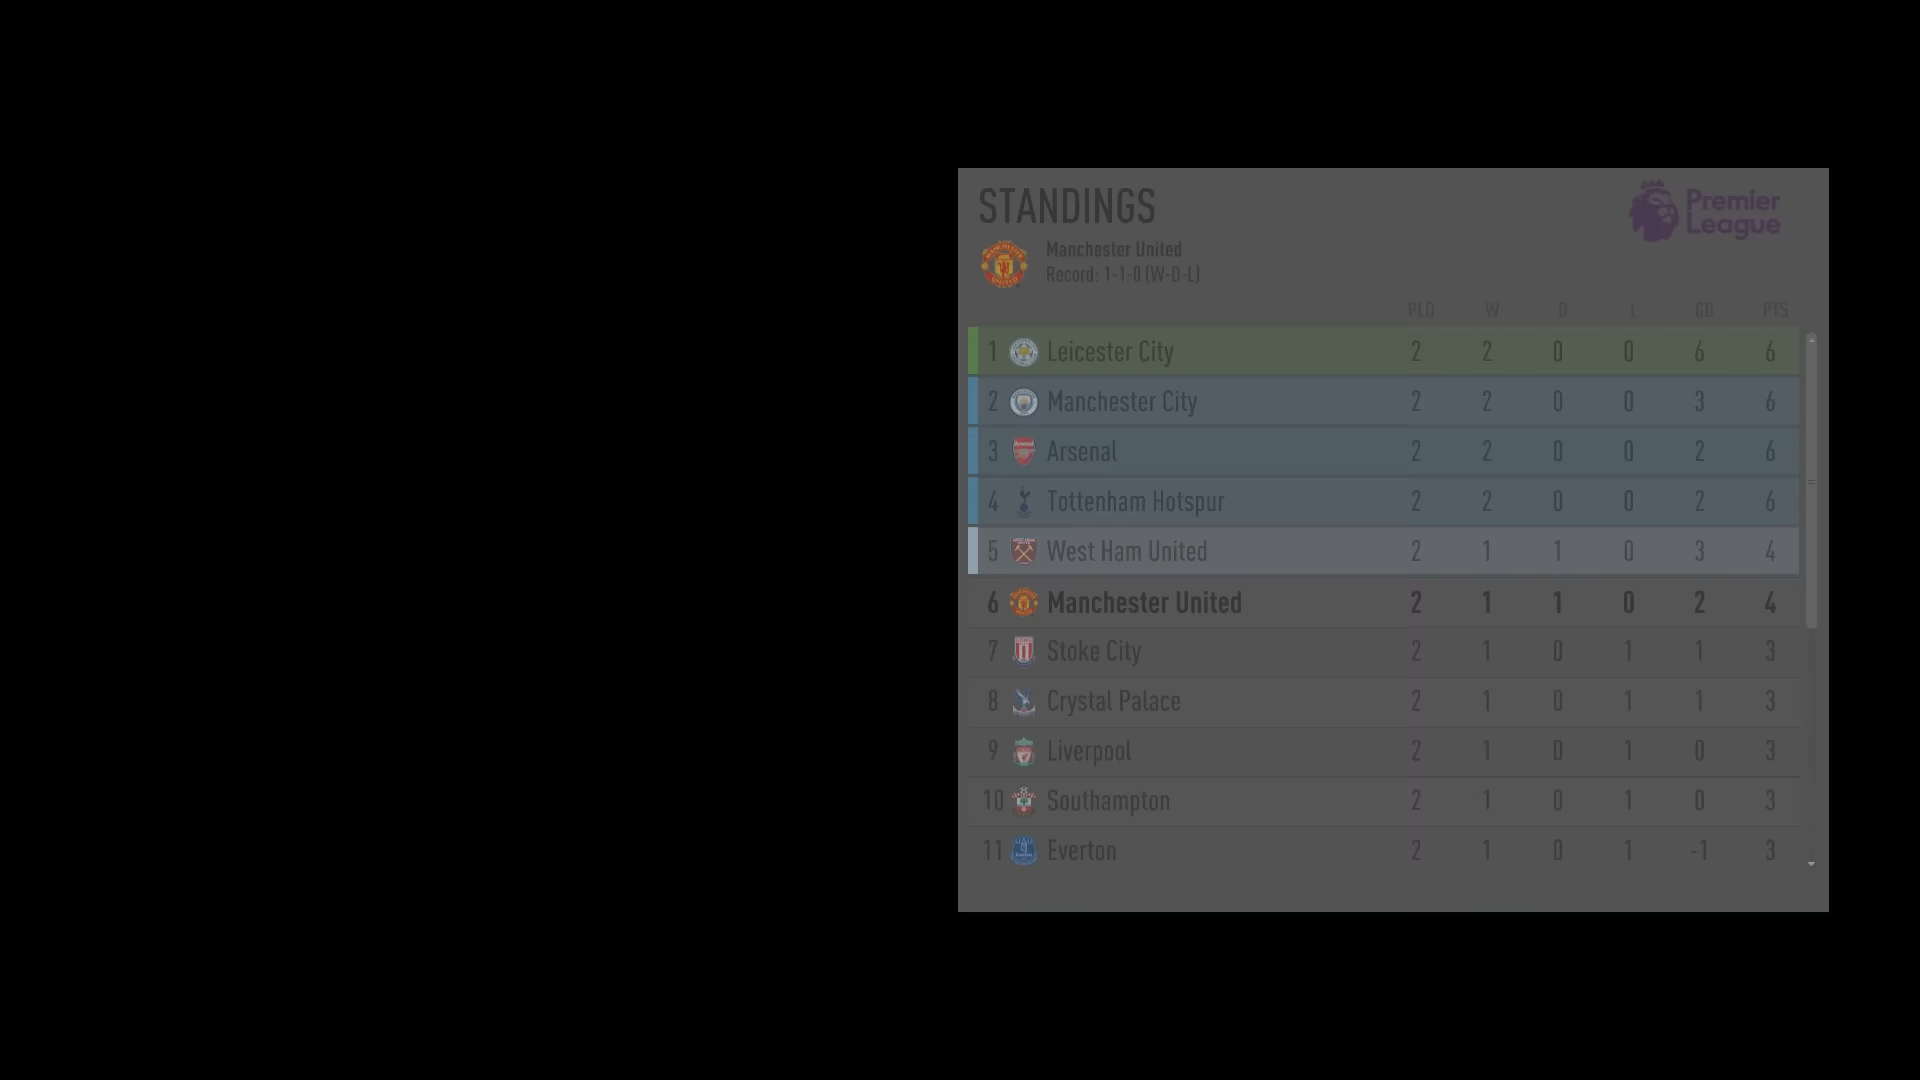 STANDINGS
Premier
League
Manchester United
Record: 1-1-0 (W-D-L)
PLD W D L GD PTS
1 Leicester City 2 2 0 0 6 6
2 Manchester City 2 2 0 0 3 6
3 Arsenal 2 2 0 0 2 6
4 Tottenham Hotspur 2 2 0 0 2 6
5 West Ham United 2 1 1 0 3 4
6 Manchester United 2 1 1 0 2 4
7 Stoke City 2 1 0 1 1 3
8 Crystal Palace 2 1 0 1 1 3
9 Liverpool 2 1 0 1 0 3
10 Southampton 2 1 0 1 0 3
11 Everton 2 1 0 1 -1 3